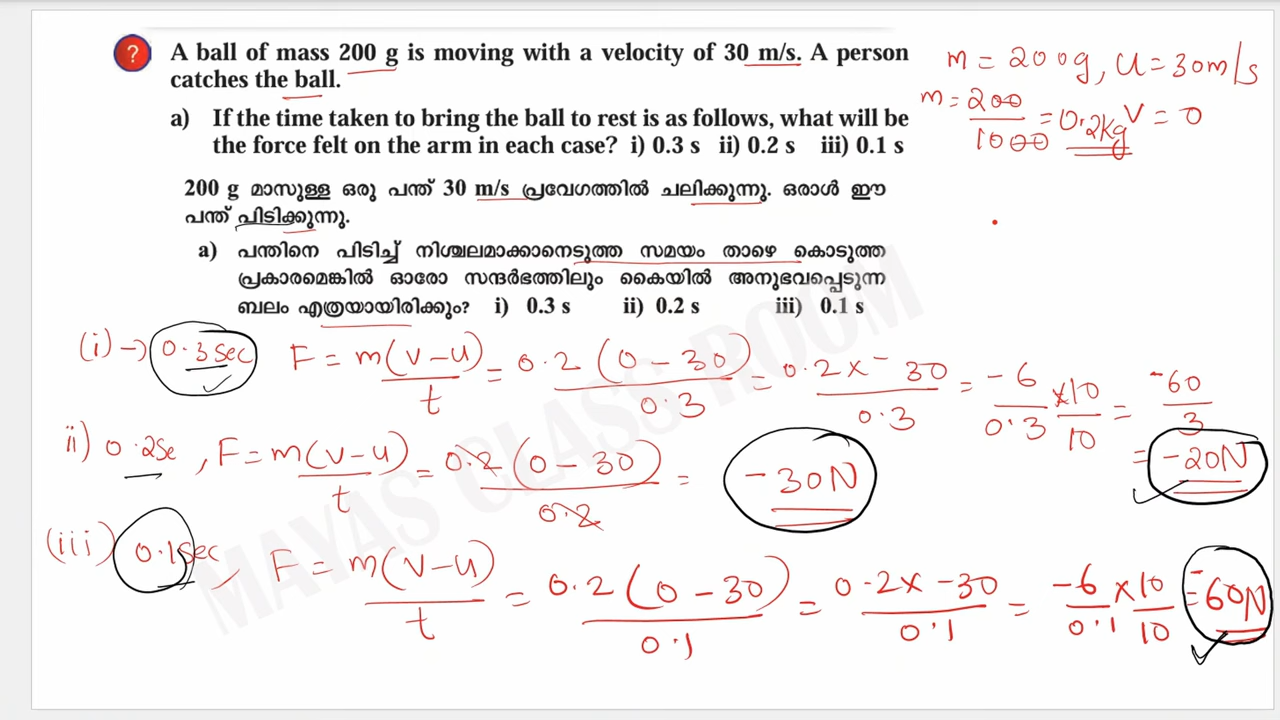 ?
A ball of mass 200 g is moving with a velocity of 30 m/s. A person
catches the ball.
a) If the time taken to bring the ball to rest is as follows, what will be
the force felt on the arm in each case? i) 0.3 s ii) 0.2 s iii) 0.1 s
m = 200g, u = 30m/s
m = 200/1000 = 0.2kg v = 0
200 g മാസുള്ള ഒരു പന്ത് 30 m/s പ്രവേഗത്തിൽ ചലിക്കുന്നു. ഒരാൾ ഈ
പന്ത് പിടിക്കുന്നു.
a) പന്തിനെ പിടിച്ച് നിശ്ചലമാക്കാനെടുത്ത സമയം താഴെ കൊടുത്ത
പ്രകാരമെങ്കിൽ ഓരോ സന്ദർഭത്തിലും കൈയിൽ അനുഭവപ്പെടുന്ന
ബലം എത്രയായിരിക്കും? i) 0.3 s ii) 0.2 s iii) 0.1 s
(i) → 0.3sec F = m(v-u)/t = 0.2(0-30)/0.3 = 0.2x-30/0.3 = -6/0.3 x 10/10 = -60/3
= -20N
ii) 0.2se, F = m(v-u)/t = 0.2(0-30)/0.2 = -30N
(iii) 0.1sec, F = m(v-u)/t = 0.2(0-30)/0.1 = 0.2x-30/0.1 = -6/0.1 x 10/10 = -60N
MAYAS CLASS ROOM